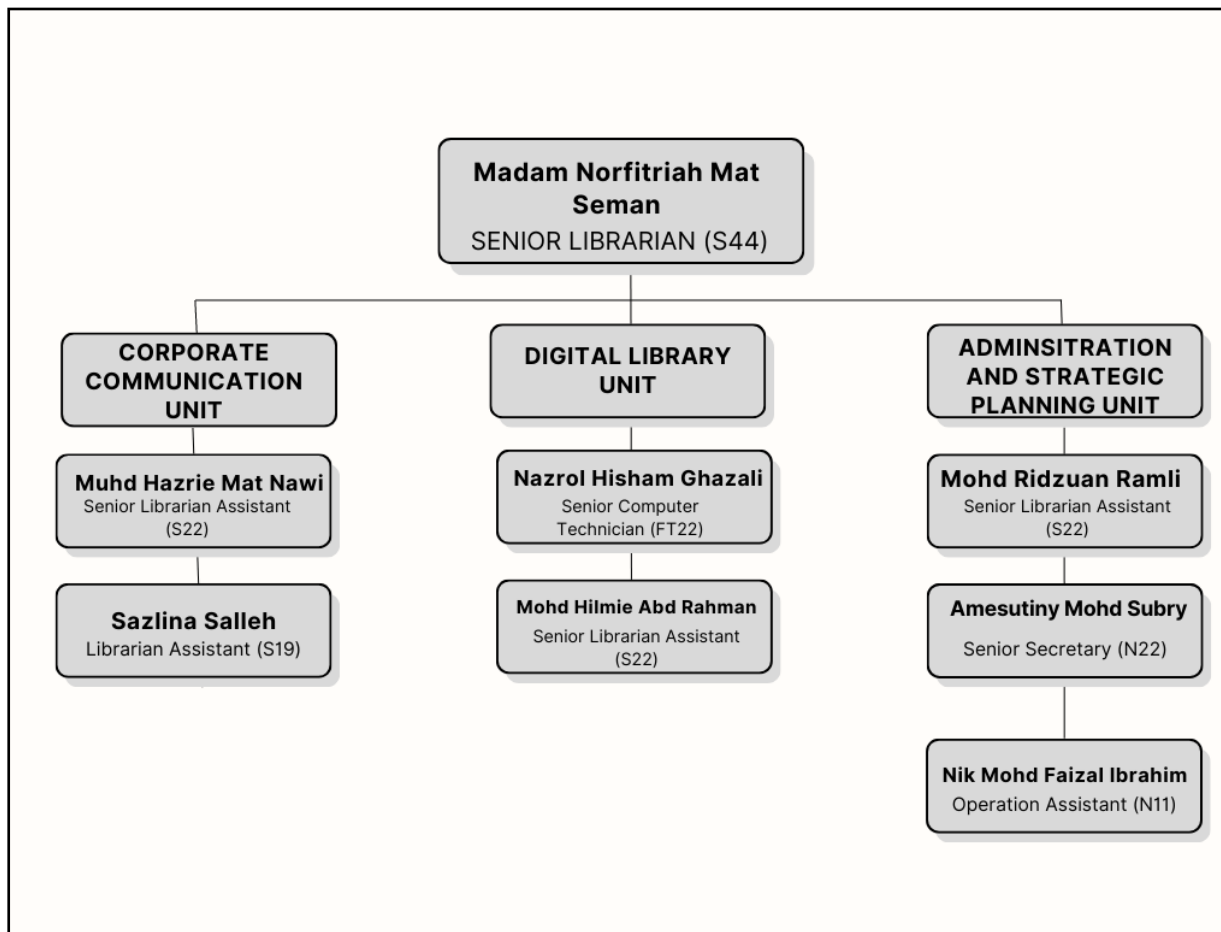 Madam Norfitriah Mat
Seman
SENIOR LIBRARIAN (S44)
CORPORATE
COMMUNICATION
UNIT
Muhd Hazrie Mat Nawi
Senior Librarian Assistant
(S22)
Sazlina Salleh
Librarian Assistant (S19)
DIGITAL LIBRARY
UNIT
Nazrol Hisham Ghazali
Senior Computer
Technician (FT22)
Mohd Hilmie Abd Rahman
Senior Librarian Assistant
(S22)
ADMINSITRATION
AND STRATEGIC
PLANNING UNIT
Mohd Ridzuan Ramli
Senior Librarian Assistant
(S22)
Amesutiny Mohd Subry
Senior Secretary (N22)
Nik Mohd Faizal Ibrahim
Operation Assistant (N11)